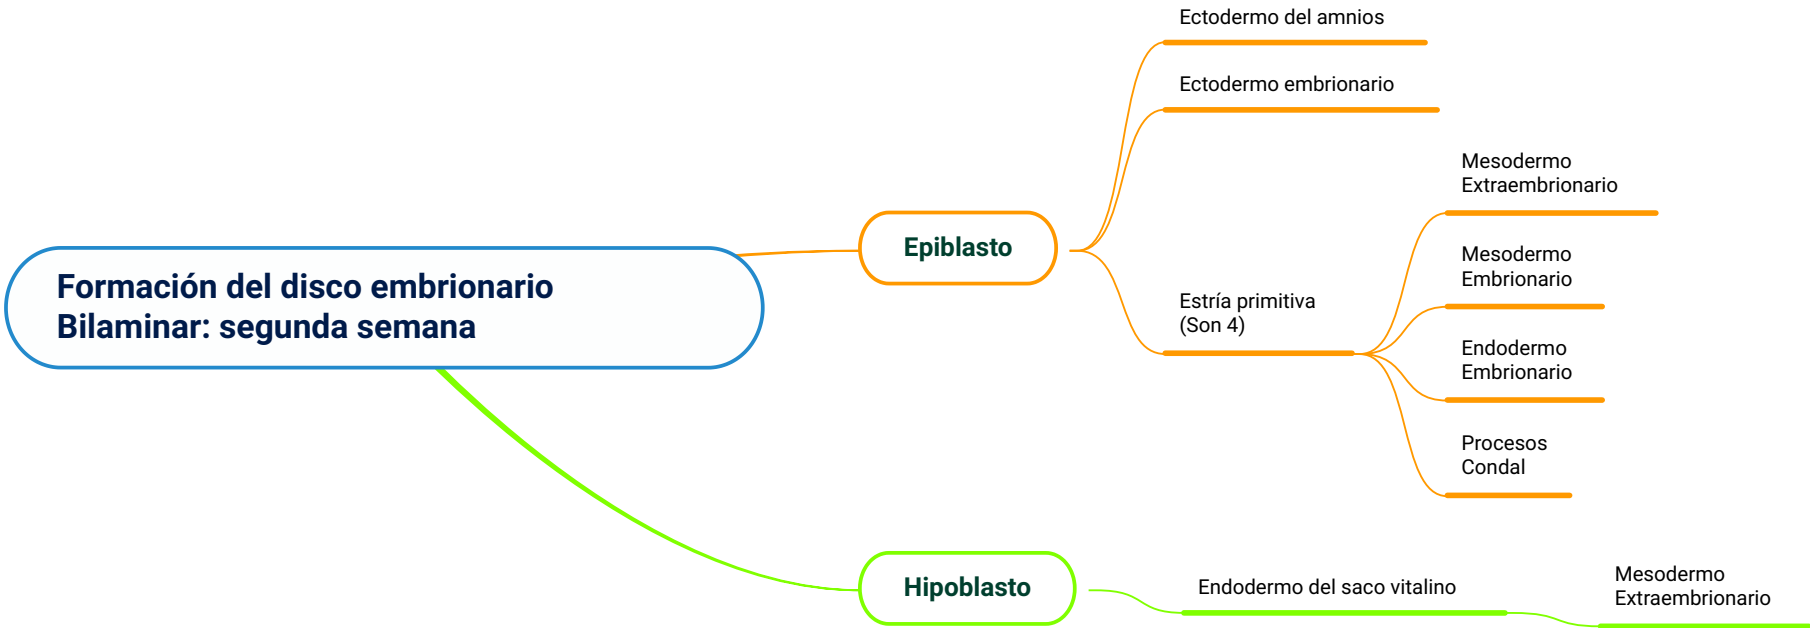 Formación del disco embrionario
Bilaminar: segunda semana
Epiblasto
Ectodermo del amnios
Ectodermo embrionario
Estría primitiva
(Son 4)
Mesodermo
Extraembrionario
Mesodermo
Embrionario
Endodermo
Embrionario
Procesos
Condal
Hipoblasto
Endodermo del saco vitalino
Mesodermo
Extraembrionario